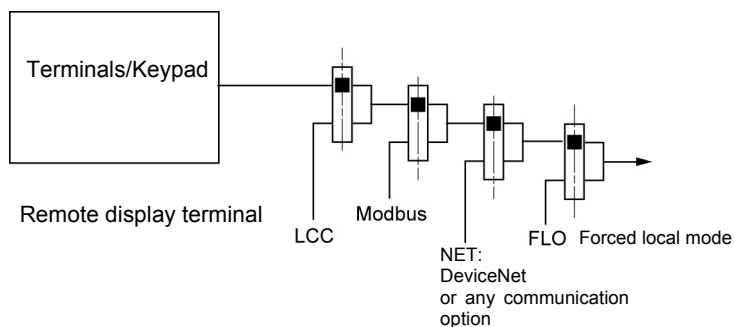 Terminals/Keypad
Remote display terminal
LCC
Modbus
NET:
DeviceNet
or any communication
option
FLO Forced local mode